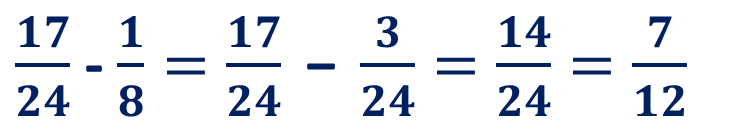 17/24 - 1/8 = 17/24 − 3/24 = 14/24 = 7/12